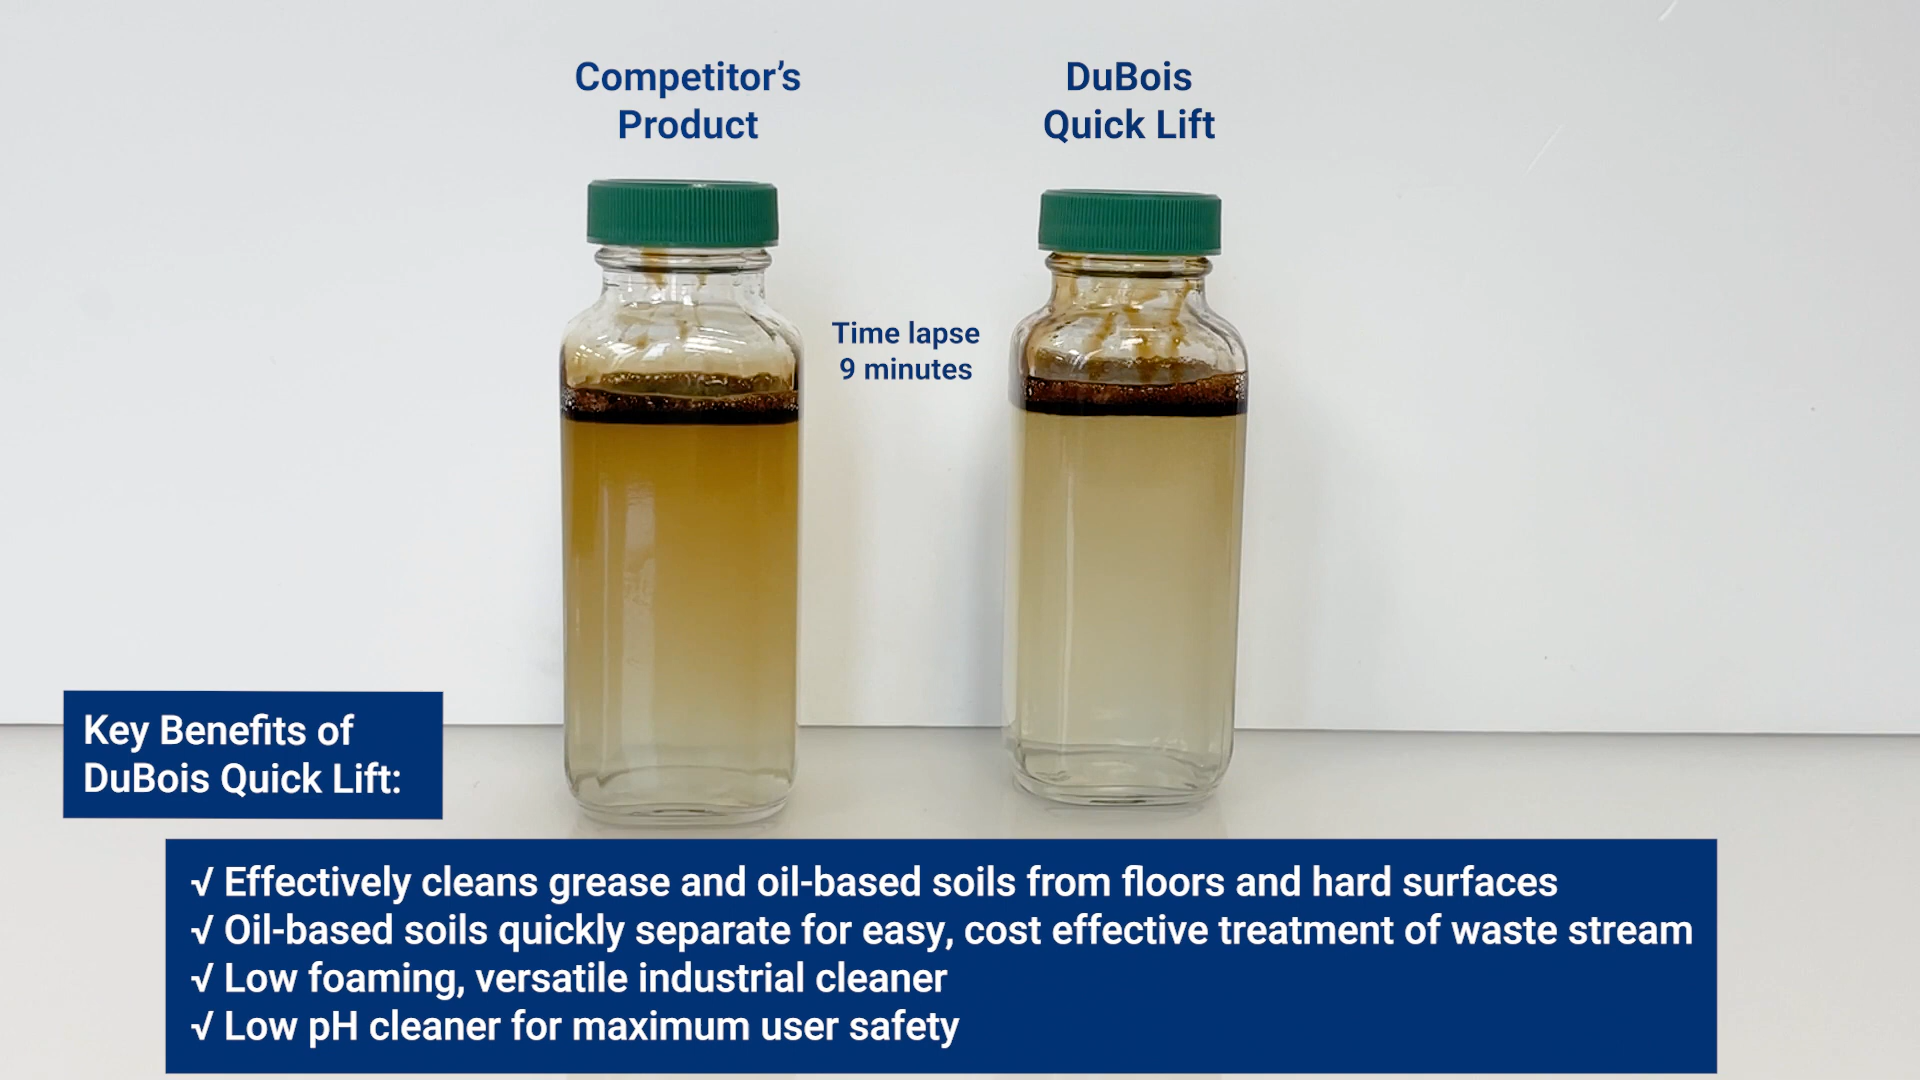 Competitor’s
Product
DuBois
Quick Lift
Time lapse
9 minutes
Key Benefits of
DuBois Quick Lift:
√ Effectively cleans grease and oil-based soils from floors and hard surfaces
√ Oil-based soils quickly separate for easy, cost effective treatment of waste stream
√ Low foaming, versatile industrial cleaner
√ Low pH cleaner for maximum user safety